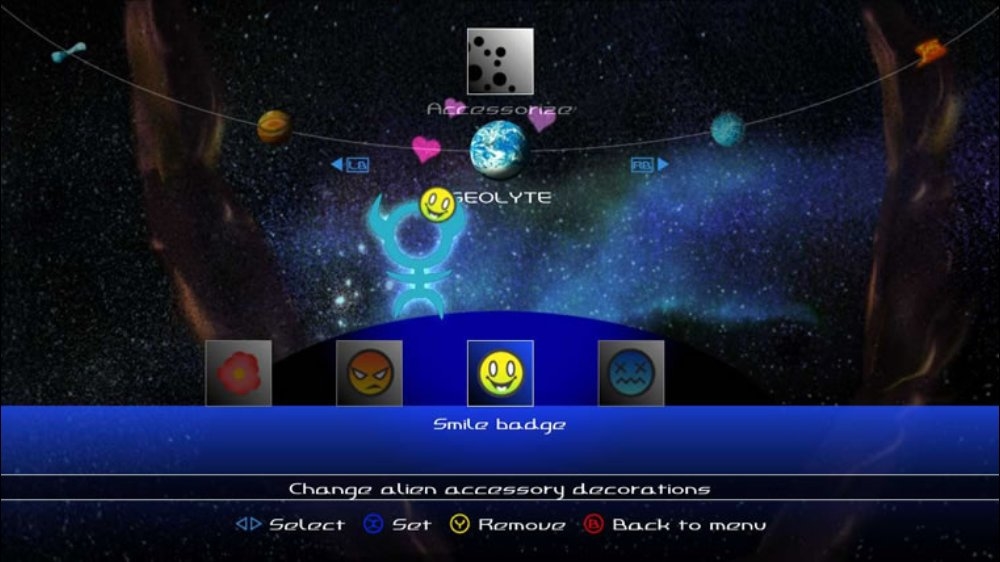 Accessorize
LB
RB
GEOLYTE
Smile badge
Change alien accessory decorations
Select X Set Y Remove B Back to menu